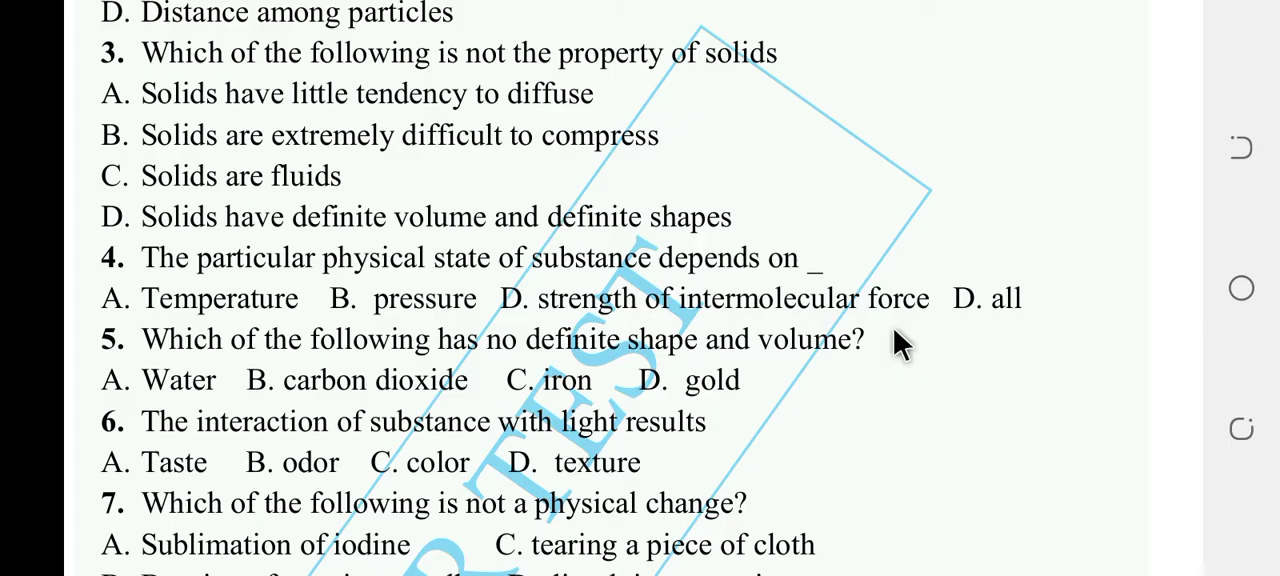 D. Distance among particles
3. Which of the following is not the property of solids
A. Solids have little tendency to diffuse
B. Solids are extremely difficult to compress
C. Solids are fluids
D. Solids have definite volume and definite shapes
4. The particular physical state of substance depends on _
A. Temperature B. pressure D. strength of intermolecular force D. all
5. Which of the following has no definite shape and volume?
A. Water B. carbon dioxide C. iron D. gold
6. The interaction of substance with light results
A. Taste B. odor C. color D. texture
7. Which of the following is not a physical change?
A. Sublimation of iodine C. tearing a piece of cloth
R TEST